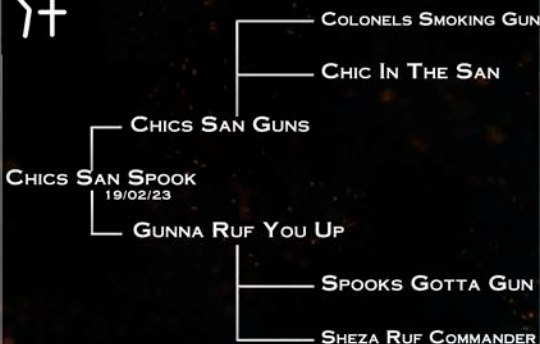 Colonels Smoking Gun
Chic In The San
Chics San Guns
Chics San Spook
19/02/23
Gunna Ruf You Up
Spooks Gotta Gun
Sheza Ruf Commander